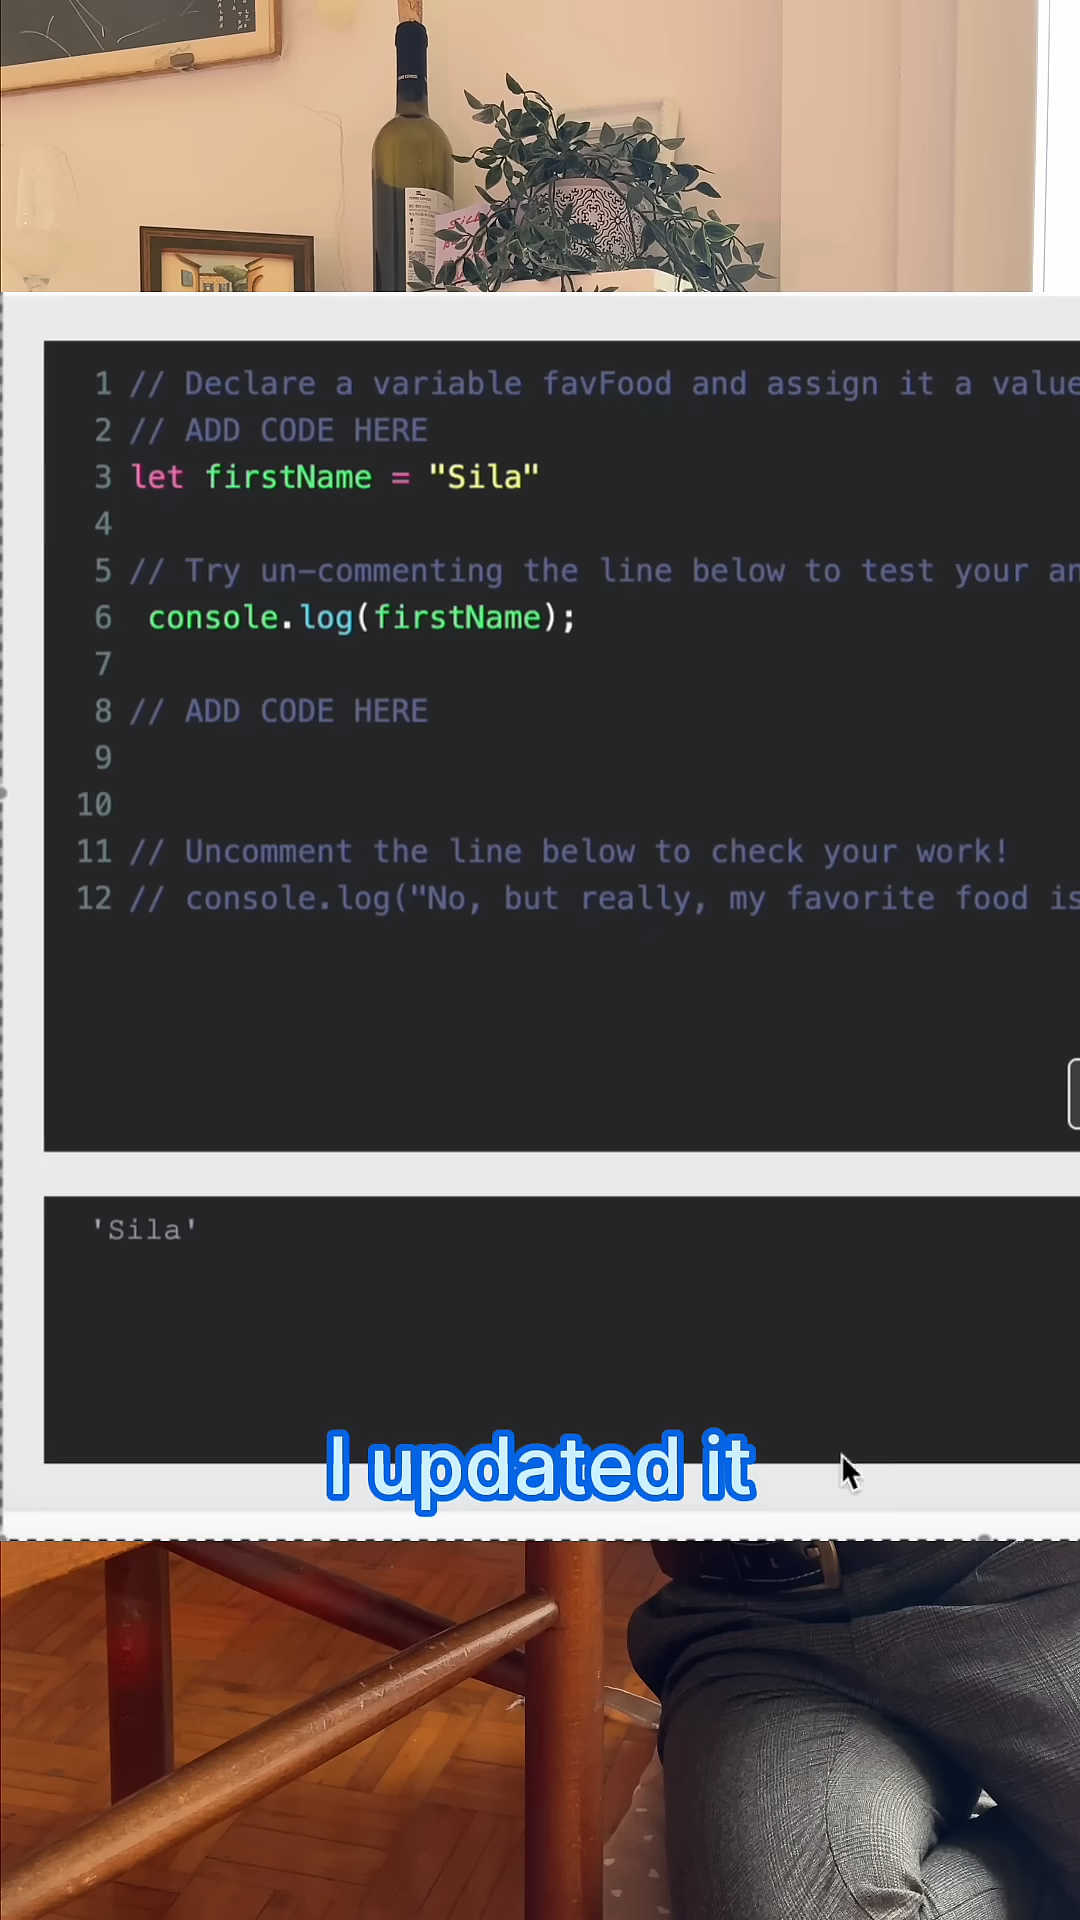 1 // Declare a variable favFood and assign it a value
2 // ADD CODE HERE
3 let firstName = "Sila"
4
5 // Try un-commenting the line below to test your an
6 console.log(firstName);
7
8 // ADD CODE HERE
9
10
11 // Uncomment the line below to check your work!
12 // console.log("No, but really, my favorite food is
'Sila'
I updated it